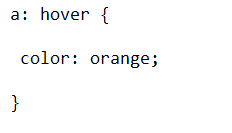 a: hover {
color: orange;
}